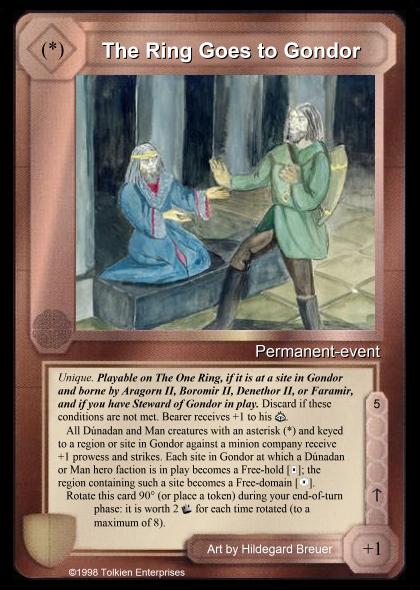 (*)
The Ring Goes to Gondor
Permanent-event
Unique. Playable on The One Ring, if it is at a site in Gondor
and borne by Aragorn II, Boromir II, Denethor II, or Faramir,
and if you have Steward of Gondor in play. Discard if these
conditions are not met. Bearer receives +1 to his
All Dúnadan and Man creatures with an asterisk (*) and keyed
to a region or site in Gondor against a minion company receive
+1 prowess and strikes. Each site in Gondor at which a Dúnadan
or Man hero faction is in play becomes a Free-hold [ ]; the
region containing such a site becomes a Free-domain [ ].
Rotate this card 90° (or place a token) during your end-of-turn
phase: it is worth 2 for each time rotated (to a
maximum of 8).
5
↑
Art by Hildegard Breuer
+1
©1998 Tolkien Enterprises